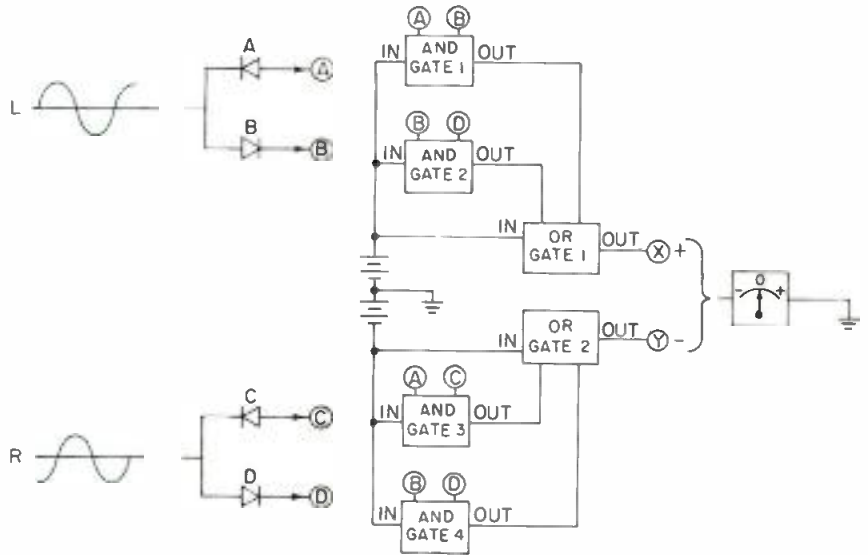 A B
A
IN AND GATE 1 OUT
A
L
B
B
B D
IN AND GATE 2 OUT
IN OR GATE 1 OUT X +
- 0 +
IN OR GATE 2 OUT Y -
A C
C
IN AND GATE 3 OUT
C
R
D
D
B D
IN AND GATE 4 OUT